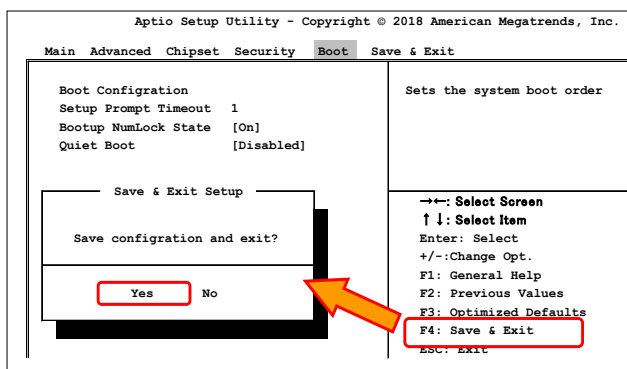 Aptio Setup Utility - Copyright © 2018 American Megatrends, Inc.
Main Advanced Chipset Security Boot Save & Exit
Boot Configration
Setup Prompt Timeout 1
Bootup NumLock State [On]
Quiet Boot [Disabled]
Sets the system boot order
Save & Exit Setup
Save configration and exit?
Yes No
→←: Select Screen
↑↓: Select Item
Enter: Select
+/-:Change Opt.
F1: General Help
F2: Previous Values
F3: Optimized Defaults
F4: Save & Exit
ESC: Exit